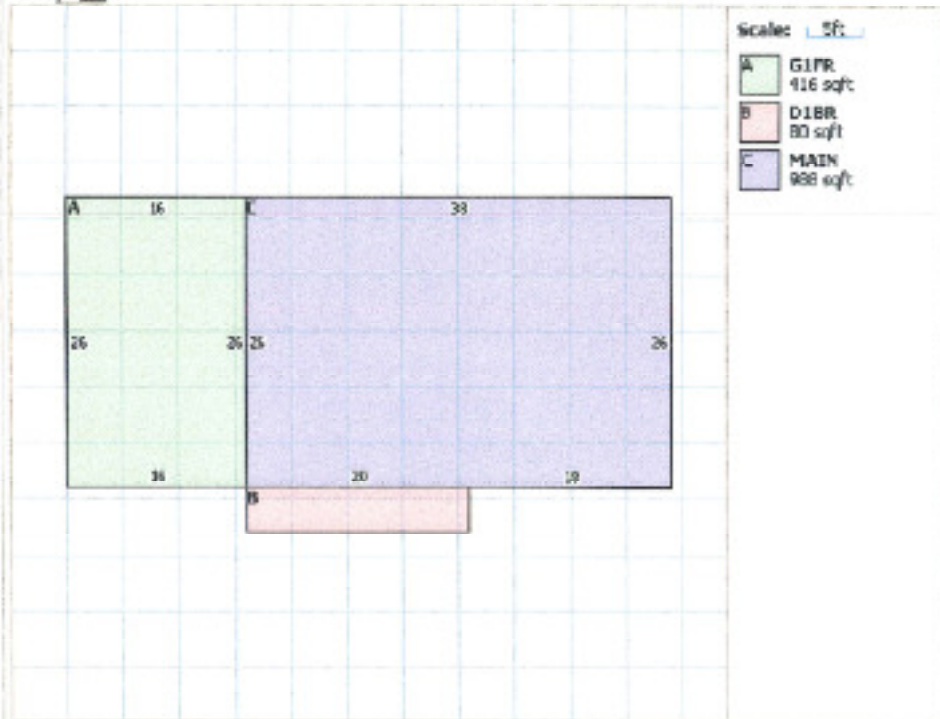 Scale: 5ft
A G1FR
416 sqft
B D1BR
80 sqft
C MAIN
988 sqft
A 16 C 38
26 26 26 26
16 20 18
B